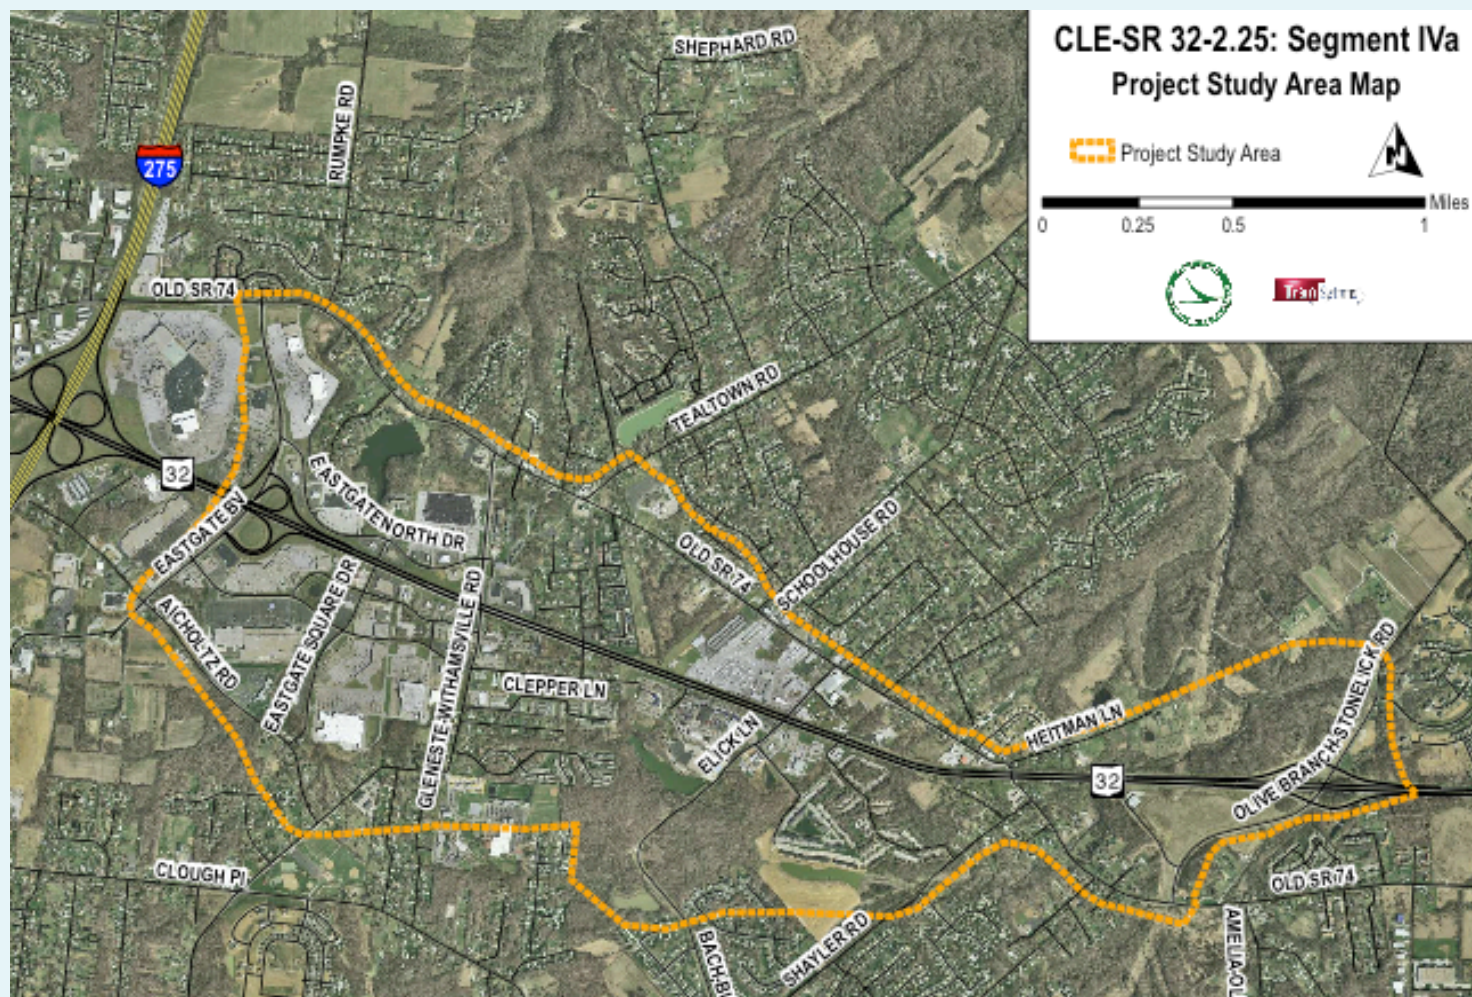 CLE-SR 32-2.25: Segment IVa
Project Study Area Map
Project Study Area
N
Miles
0 0.25 0.5 1
SHEPHARD RD
RUMPKE RD
275
OLD SR 74
TEALTOWN RD
32
EASTGATE NORTH DR
EASTGATE BV
SCHOOLHOUSE RD
OLD SR 74
AICHOLTZ RD
EASTGATE SQUARE DR
GLENESTE-WITHAMSVILLE RD
CLEPPER LN
ELICK LN
HEITMAN LN
OLIVE BRANCH-STONELICK RD
32
CLOUGH PI
OLD SR 74
SHAYLER RD
BACH-B
AMELIA-OL